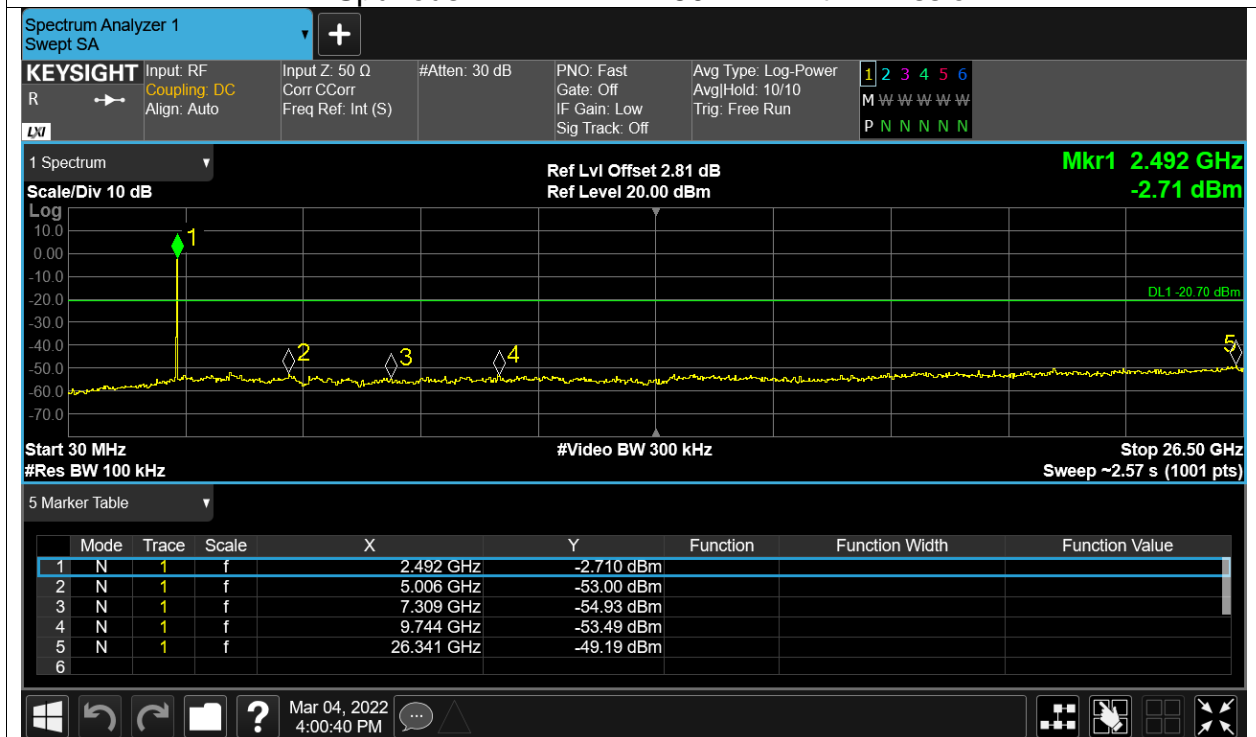 Spectrum Analyzer 1
Swept SA
+
KEYSIGHT Input: RF Input Z: 50 Ω #Atten: 30 dB PNO: Fast Avg Type: Log-Power 1 2 3 4 5 6
R Coupling: DC Corr CCorr Gate: Off Avg|Hold: 10/10 M W W W W W
Align: Auto Freq Ref: Int (S) IF Gain: Low Trig: Free Run
LXI Sig Track: Off P N N N N N N
1 Spectrum Ref Lvl Offset 2.81 dB Mkr1 2.492 GHz
Scale/Div 10 dB Ref Level 20.00 dBm -2.71 dBm
Log
10.0 1
0.00
-10.0
-20.0 DL1 -20.70 dBm
-30.0
-40.0 2 3 4 5
-50.0
-60.0
-70.0
Start 30 MHz #Video BW 300 kHz Stop 26.50 GHz
#Res BW 100 kHz Sweep ~2.57 s (1001 pts)
5 Marker Table
Mode Trace Scale X Y Function Function Width Function Value
1 N 1 f 2.492 GHz -2.710 dBm
2 N 1 f 5.006 GHz -53.00 dBm
3 N 1 f 7.309 GHz -54.93 dBm
4 N 1 f 9.744 GHz -53.49 dBm
5 N 1 f 26.341 GHz -49.19 dBm
6
? Mar 04, 2022
4:00:40 PM